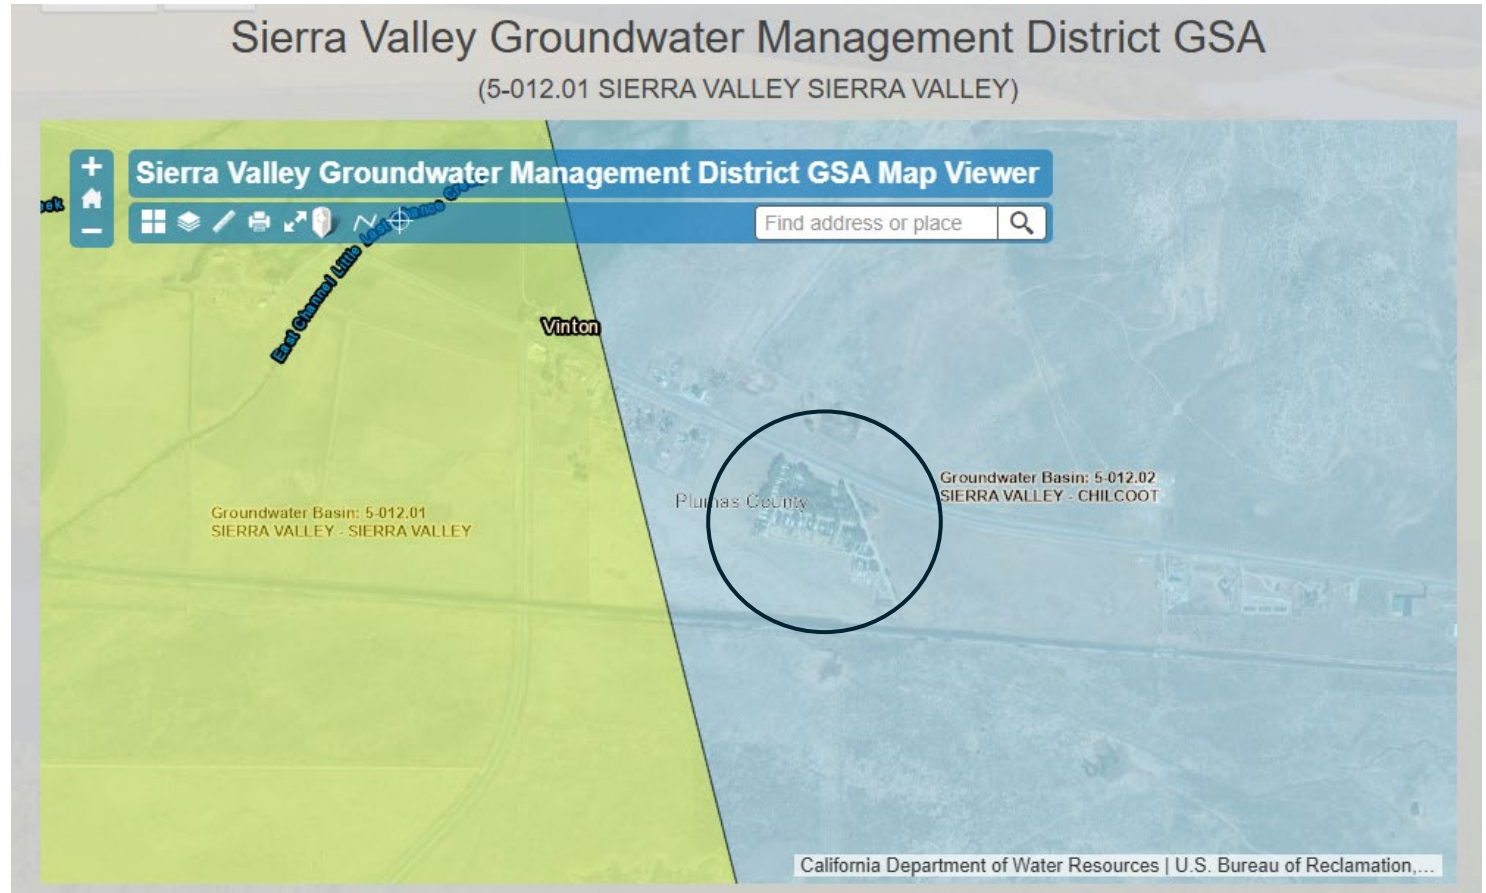 Sierra Valley Groundwater Management District GSA
(5-012.01 SIERRA VALLEY SIERRA VALLEY)
Sierra Valley Groundwater Management District GSA Map Viewer
Find address or place
East Channel Little Last Chance Creek
Vinton
Plumas County
Groundwater Basin: 5-012.02
SIERRA VALLEY - CHILCOOT
Groundwater Basin: 5-012.01
SIERRA VALLEY - SIERRA VALLEY
California Department of Water Resources | U.S. Bureau of Reclamation,...